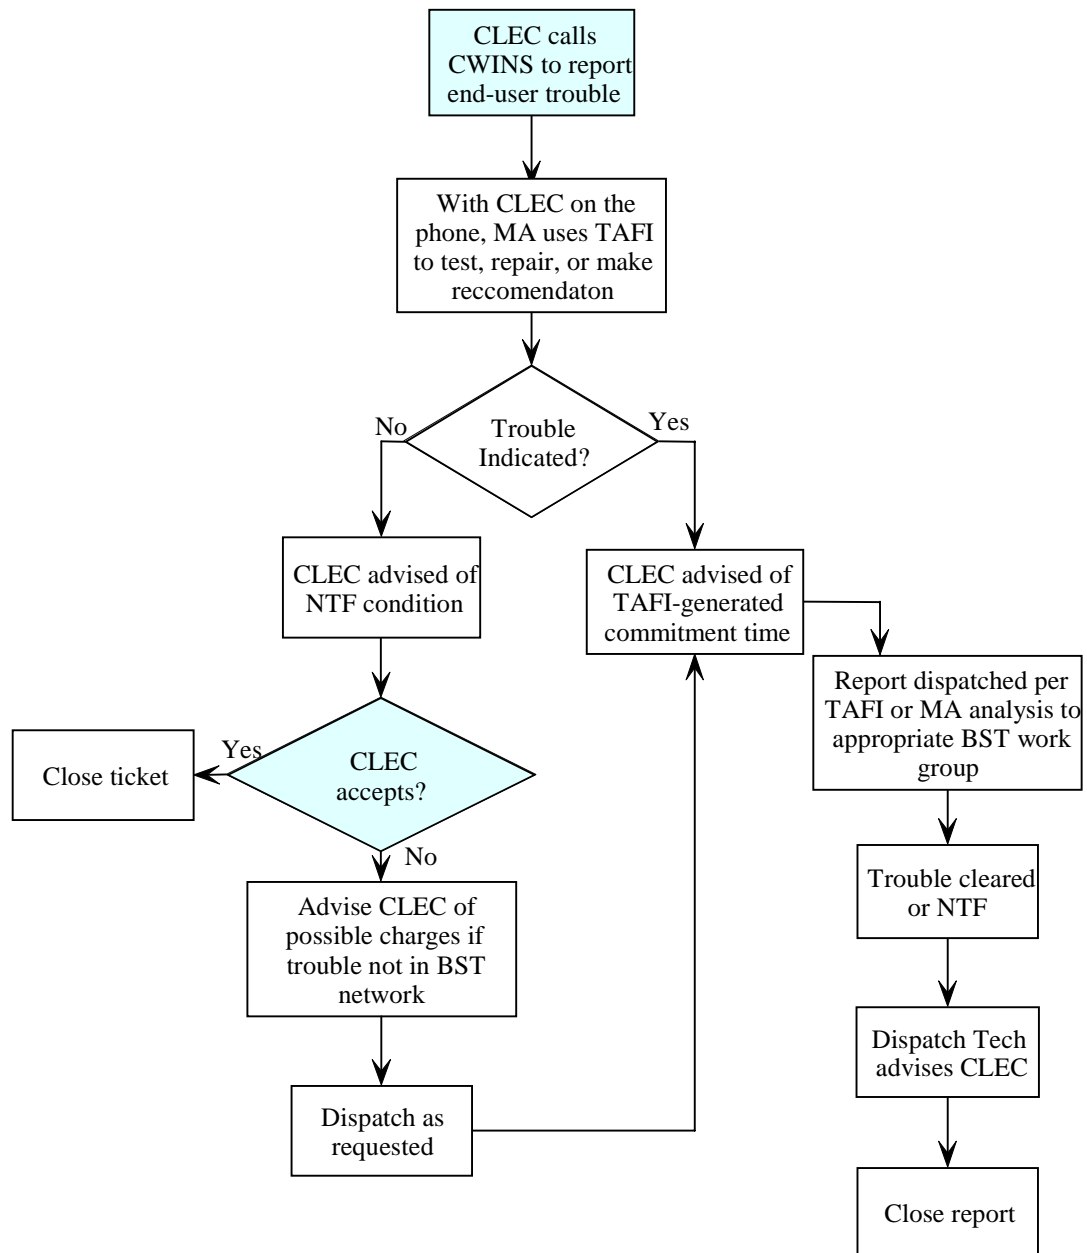 CLEC calls
CWINS to report
end-user trouble
With CLEC on the
phone, MA uses TAFI
to test, repair, or make
reccomendaton
No
Yes
Trouble
Indicated?
CLEC advised of
NTF condition
CLEC advised of
TAFI-generated
commitment time
Report dispatched per
TAFI or MA analysis to
appropriate BST work
group
Yes
Close ticket
CLEC
accepts?
No
Trouble cleared
or NTF
Advise CLEC of
possible charges if
trouble not in BST
network
Dispatch Tech
advises CLEC
Dispatch as
requested
Close report